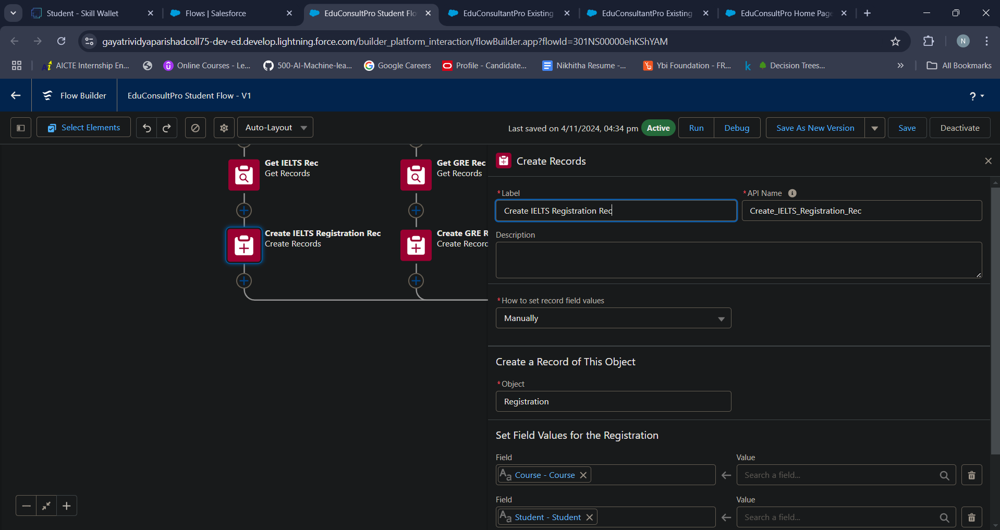 Student - Skill Wallet
Flows | Salesforce
EduConsultPro Student Flo
EduConsultantPro Existing
EduConsultantPro Existing
EduConsultPro Home Page
gayatrividyaparishadcoll75-dev-ed.develop.lightning.force.com/builder_platform_interaction/flowBuilder.app?flowId=301NS00000ehKShYAM
N
AICTE Internship En...
Online Courses - Le...
500-AI-Machine-lea...
Google Careers
Profile - Candidate...
Nikhitha Resume -...
Ybi Foundation - FR...
k
Decision Trees...
All Bookmarks
Flow Builder
EduConsultPro Student Flow - V1
?
Select Elements
Auto-Layout
Last saved on 4/11/2024, 04:34 pm
Active
Run
Debug
Save As New Version
Save
Deactivate
Get IELTS Rec
Get Records
Get GRE Rec
Get Records
Create IELTS Registration Rec
Create Records
Create GRE R
Create Record
Create Records
*Label
*API Name
Create IELTS Registration Rec
Create_IELTS_Registration_Rec
Description
*How to set record field values
Manually
Create a Record of This Object
*Object
Registration
Set Field Values for the Registration
Field
Value
Aa Course - Course
Search a field...
Field
Value
Aa Student - Student
Search a field...